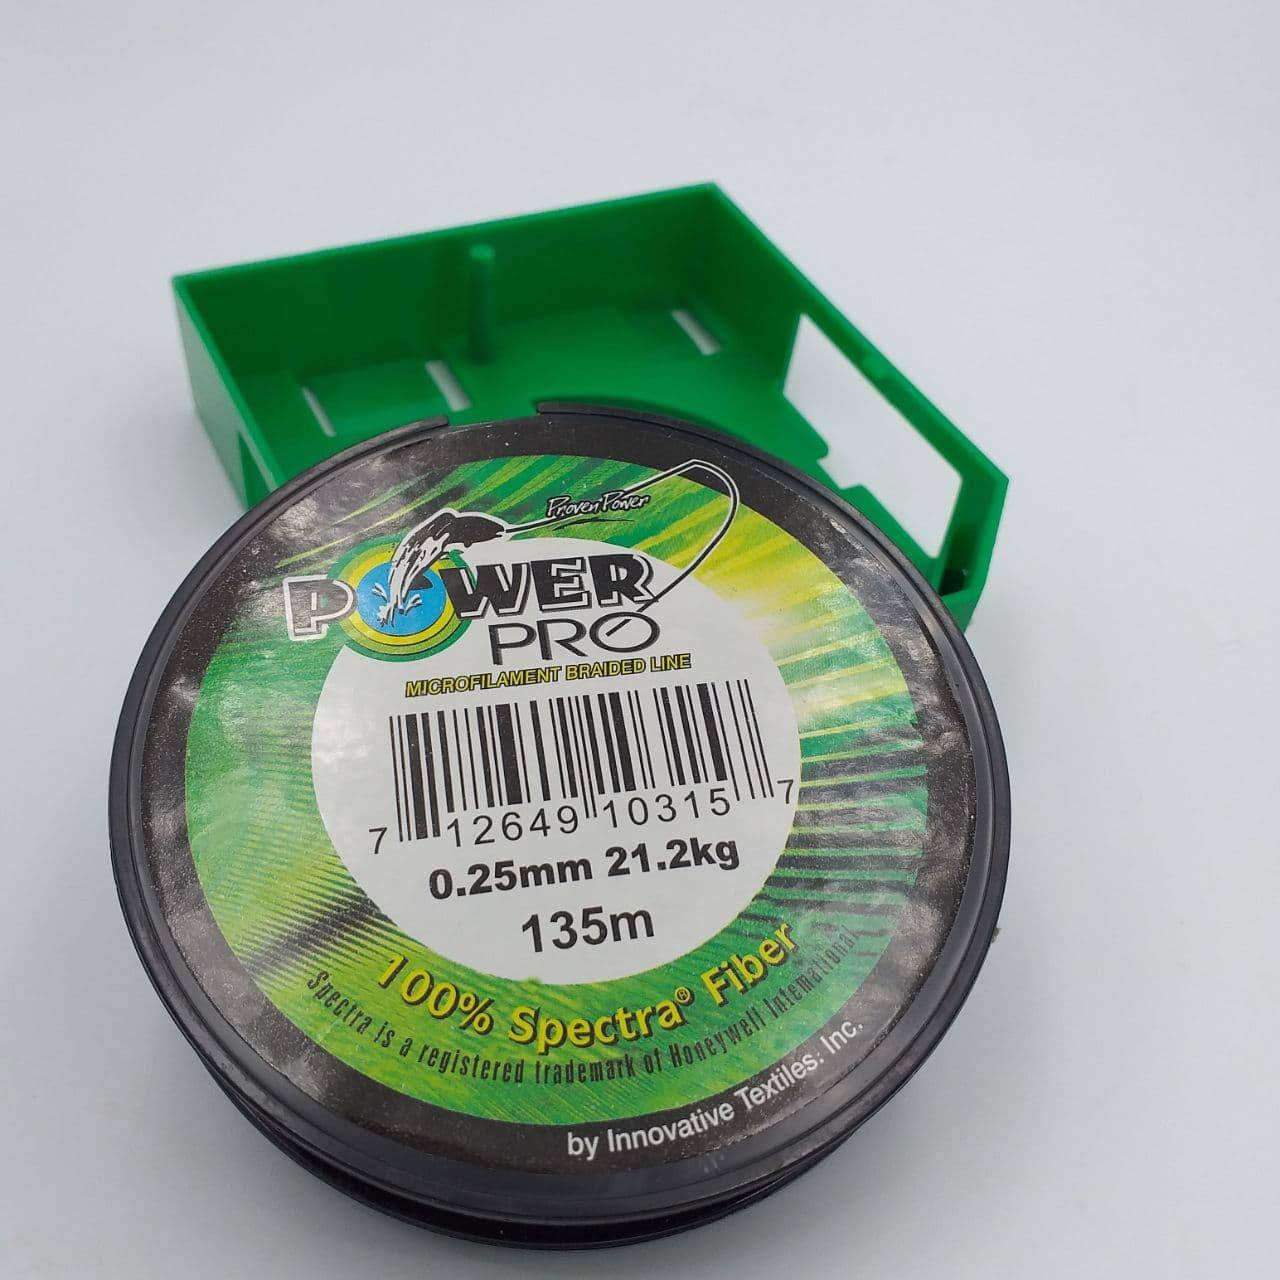 Proven Power
POWER
PRO
MICROFILAMENT BRAIDED LINE
7 12649 10315 7
0.25mm 21.2kg
135m
100% Spectra® Fiber
Spectra is a registered trademark of Honeywell International
by Innovative Textiles: Inc.